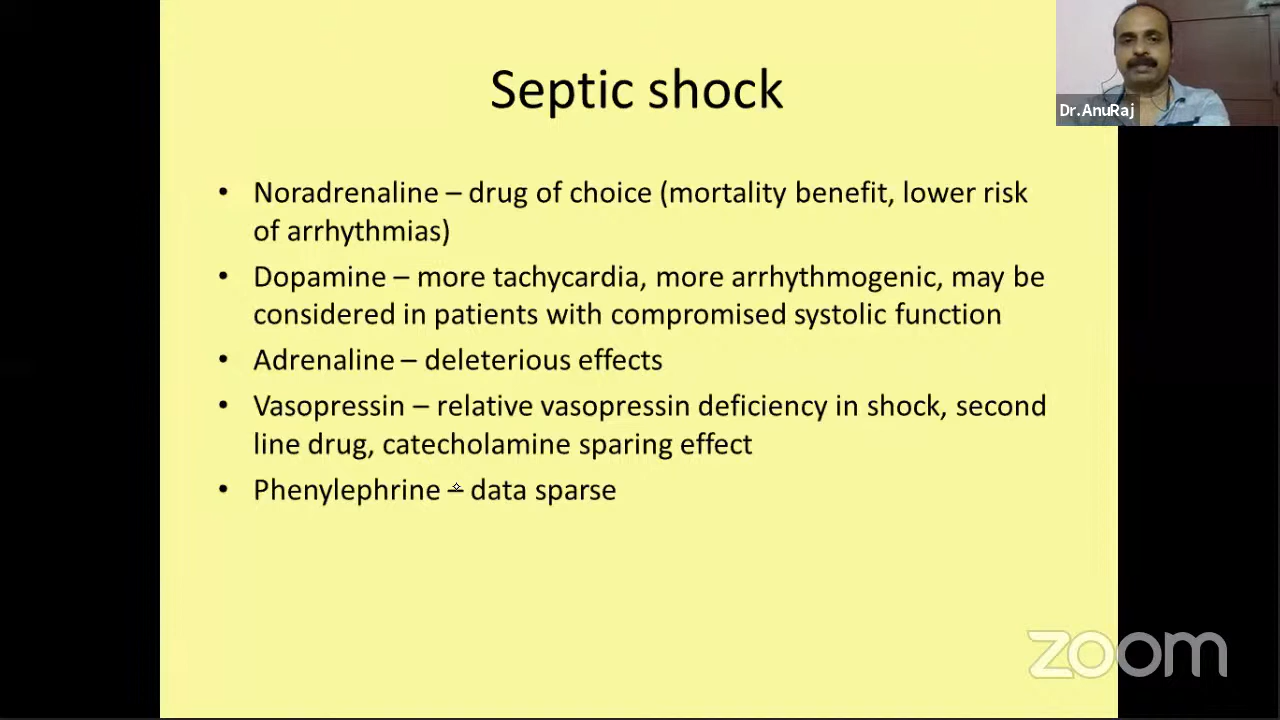 Septic shock
Dr.AnuRaj
• Noradrenaline – drug of choice (mortality benefit, lower risk
of arrhythmias)
• Dopamine – more tachycardia, more arrhythmogenic, may be
considered in patients with compromised systolic function
• Adrenaline – deleterious effects
• Vasopressin – relative vasopressin deficiency in shock, second
line drug, catecholamine sparing effect
• Phenylephrine – data sparse
zoom